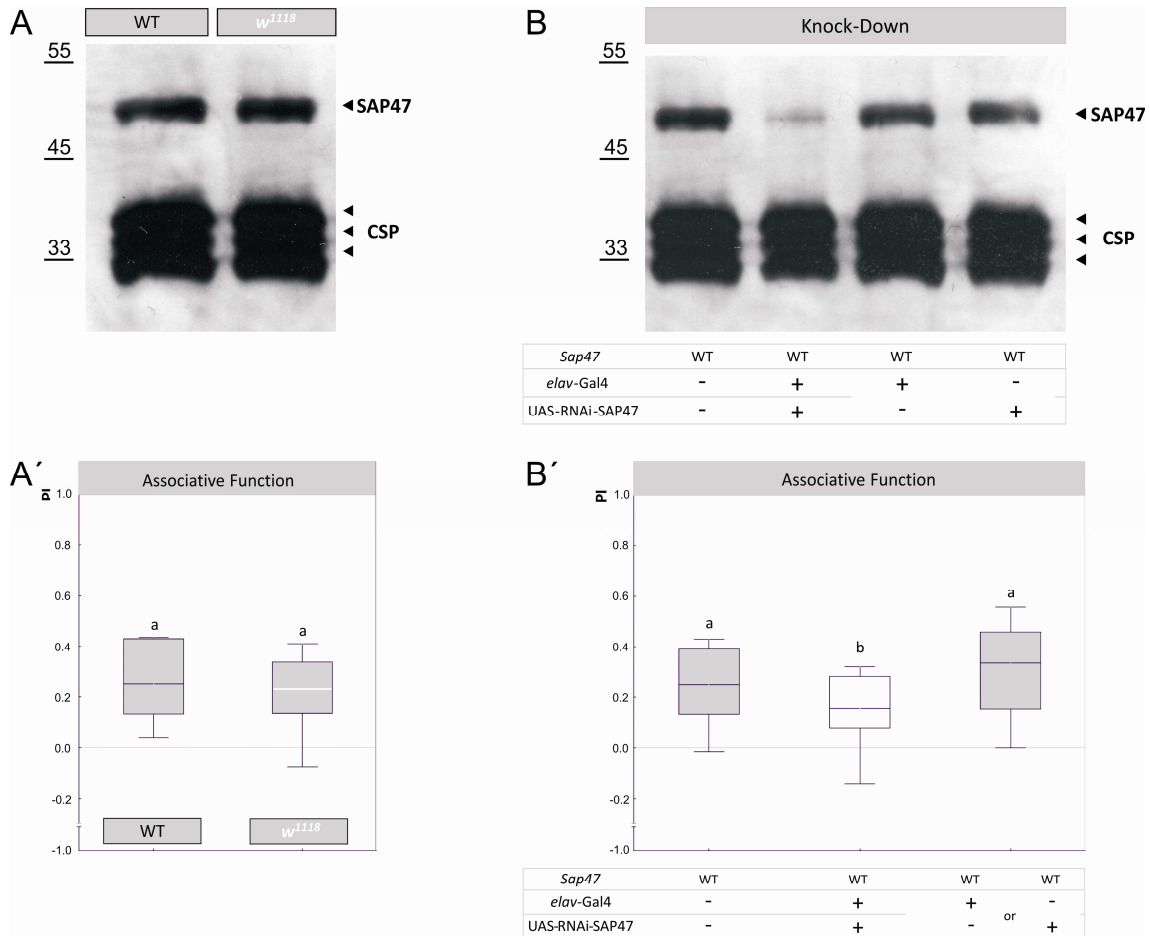 A
WT
w1118
55
SAP47
45
CSP
33
B
Knock-Down
55
SAP47
45
CSP
33
Sap47 WT WT WT WT
elav-Gal4 - + + -
UAS-RNAi-SAP47 - + - +
A´
Associative Function
PI
1.0
0.8
0.6
0.4
0.2
0.0
-0.2
-1.0
a
a
WT
w1118
B´
Associative Function
PI
1.0
0.8
0.6
0.4
0.2
0.0
-0.2
-1.0
a
b
a
Sap47 WT WT WT WT
elav-Gal4 - + + -
or
UAS-RNAi-SAP47 - + - +